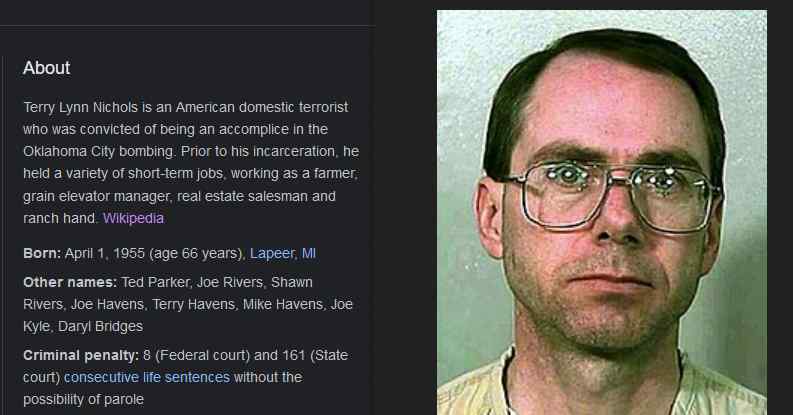 About
Terry Lynn Nichols is an American domestic terrorist
who was convicted of being an accomplice in the
Oklahoma City bombing. Prior to his incarceration, he
held a variety of short-term jobs, working as a farmer,
grain elevator manager, real estate salesman and
ranch hand. Wikipedia
Born: April 1, 1955 (age 66 years), Lapeer, MI
Other names: Ted Parker, Joe Rivers, Shawn
Rivers, Joe Havens, Terry Havens, Mike Havens, Joe
Kyle, Daryl Bridges
Criminal penalty: 8 (Federal court) and 161 (State
court) consecutive life sentences without the
possibility of parole